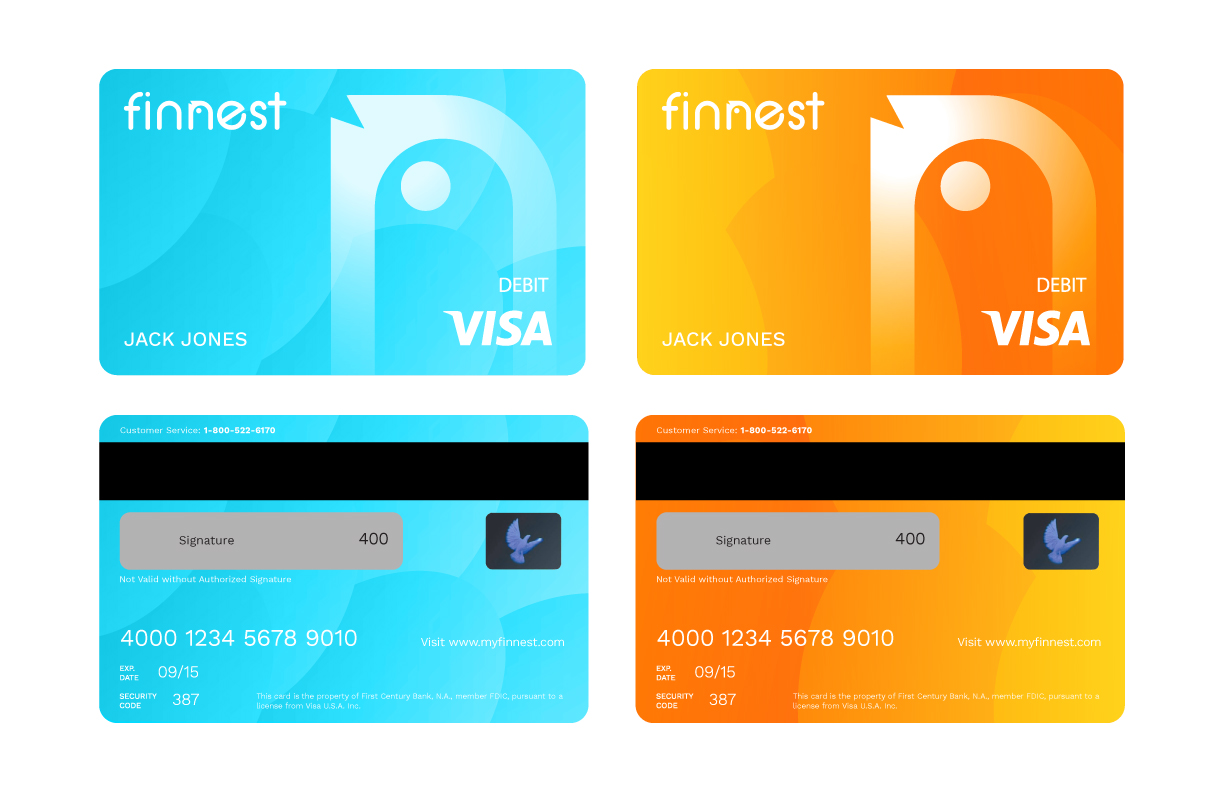 finnest
DEBIT
VISA
JACK JONES
finnest
DEBIT
VISA
JACK JONES
Customer Service: 1-800-522-6170
Signature 400
Not Valid without Authorized Signature
4000 1234 5678 9010
Visit www.myfinnest.com
EXP.
DATE
09/15
SECURITY
CODE
387
This card is the property of First Century Bank, N.A., member FDIC, pursuant to a
license from Visa U.S.A. Inc.
Customer Service: 1-800-522-6170
Signature 400
Not Valid without Authorized Signature
4000 1234 5678 9010
Visit www.myfinnest.com
EXP.
DATE
09/15
SECURITY
CODE
387
This card is the property of First Century Bank, N.A., member FDIC, pursuant to a
license from Visa U.S.A. Inc.